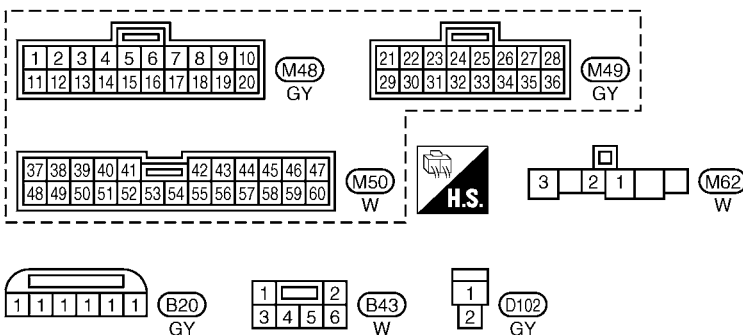 1 2 3 4 5 6 7 8 9 10
11 12 13 14 15 16 17 18 19 20
M48
GY
21 22 23 24 25 26 27 28
29 30 31 32 33 34 35 36
M49
GY
37 38 39 40 41 42 43 44 45 46 47
48 49 50 51 52 53 54 55 56 57 58 59 60
M50
W
H.S.
3 2 1
M62
W
1 1 1 1 1 1
B20
GY
1 2
3 4 5 6
B43
W
1
2
D102
GY